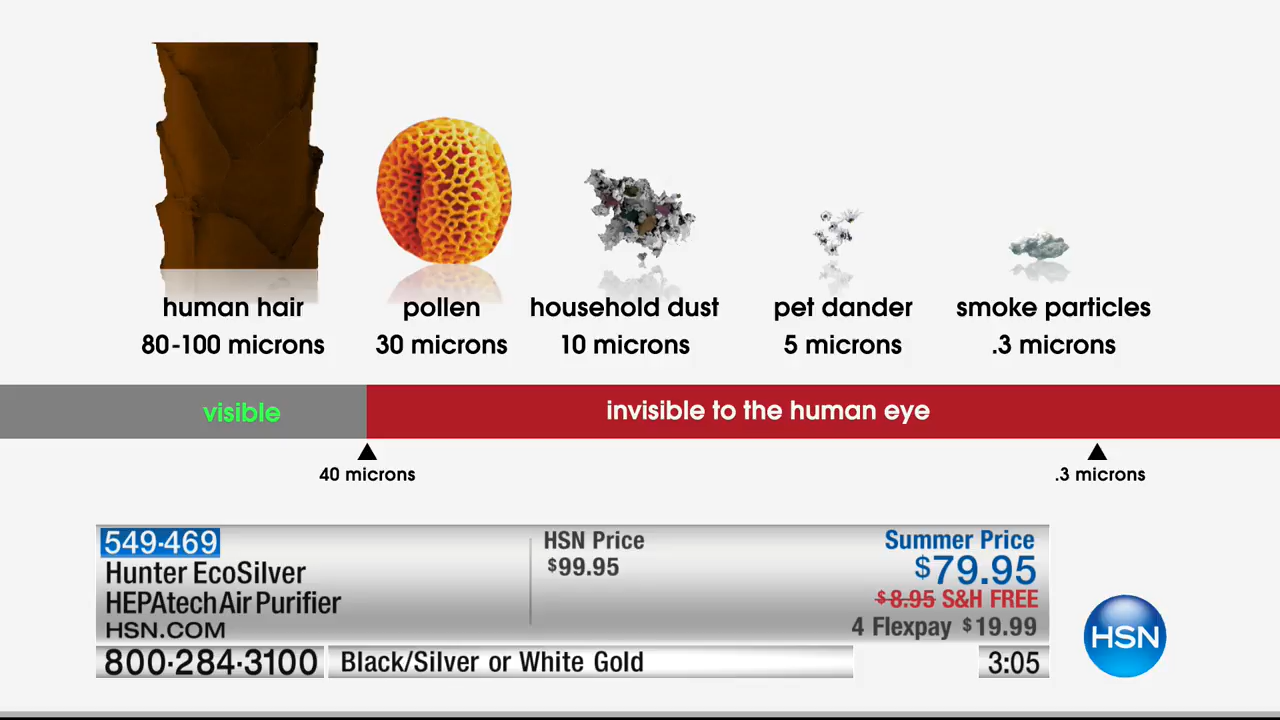 human hair
80-100 microns
pollen
30 microns
household dust
10 microns
pet dander
5 microns
smoke particles
.3 microns
visible
invisible to the human eye
40 microns
.3 microns
549-469
Hunter EcoSilver
HEPAtech Air Purifier
HSN.COM
HSN Price
$99.95
Summer Price
$79.95
$8.95 S&H FREE
4 Flexpay $19.99
HSN
800·284·3100
Black/Silver or White Gold
3:05